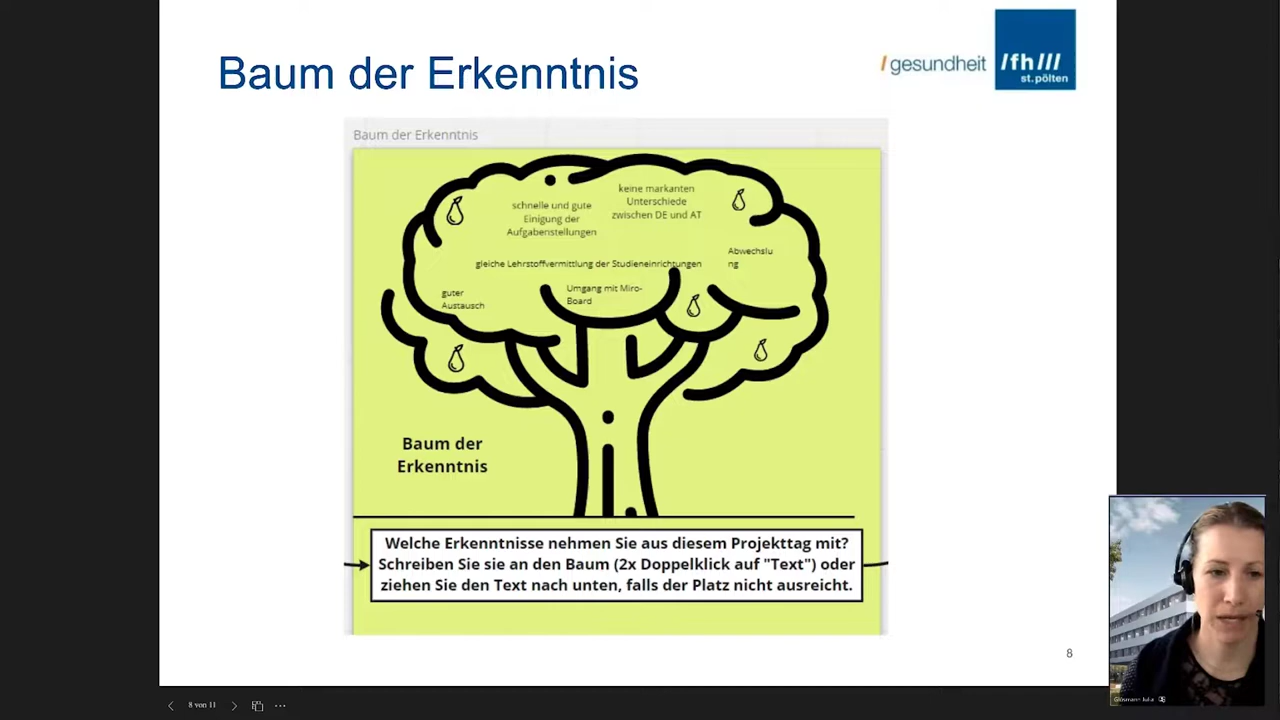 Baum der Erkenntnis
/gesundheit
/fh///
st.pölten
Baum der Erkenntnis
keine markanten
Unterschiede
zwischen DE und AT
schnelle und gute
Einigung der
Aufgabenstellungen
Abwechslu
ng
gleiche Lehrstoffvermittlung der Studieneinrichtungen
guter
Austausch
Umgang mit Miro-
Board
Baum der
Erkenntnis
Welche Erkenntnisse nehmen Sie aus diesem Projekttag mit?
Schreiben Sie sie an den Baum (2x Doppelklick auf "Text") oder
ziehen Sie den Text nach unten, falls der Platz nicht ausreicht.
8
8 von 11